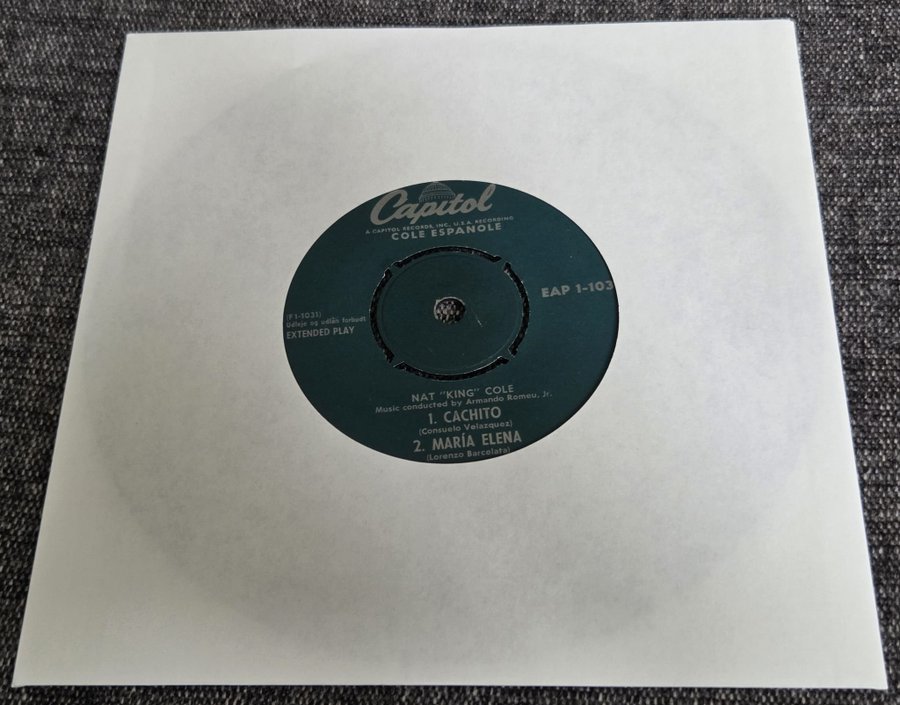 Capitol
A CAPITOL RECORDS, INC. U.S.A. RECORDING
COLE ESPANOLE
EAP 1-103
(F1-1031)
Udleje og udlån forbudt
EXTENDED PLAY
NAT "KING" COLE
Music conducted by Armando Romeu, Jr.
1. CACHITO
(Consuelo Velazquez)
2. MARÍA ELENA
(Lorenzo Barcelata)